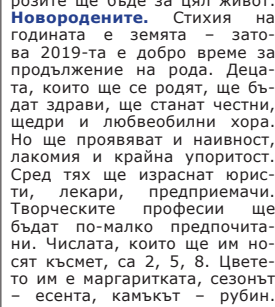 розите ще бъде за цял живот.
Новородените. Стихия на
годината е земята – зато-
ва 2019-та е добро време за
продължение на рода. Деца-
та, които ще се родят, ще бъ-
дат здрави, ще станат честни,
щедри и любвеобилни хора.
Но ще проявяват и наивност,
лакомия и крайна упоритост.
Сред тях ще израснат юрис-
ти, лекари, предприемачи.
Творческите професии ще
бъдат по-малко предпочита-
ни. Числата, които ще им но-
сят късмет, са 2, 5, 8. Цвете-
то им е маргаритката, сезонът
– есента, камъкът – рубин.